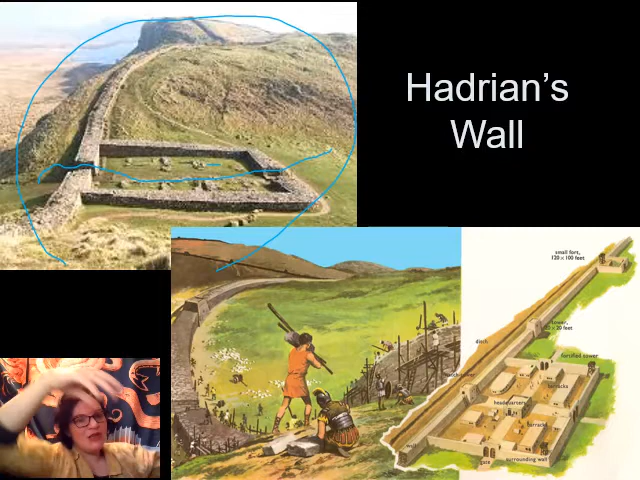 Hadrian’s
Wall
small fort,
120 x 100 feet
tower,
20 x 20 feet
ditch
fortified tower
barracks
headquarters
barracks
wall
gate
surrounding wall